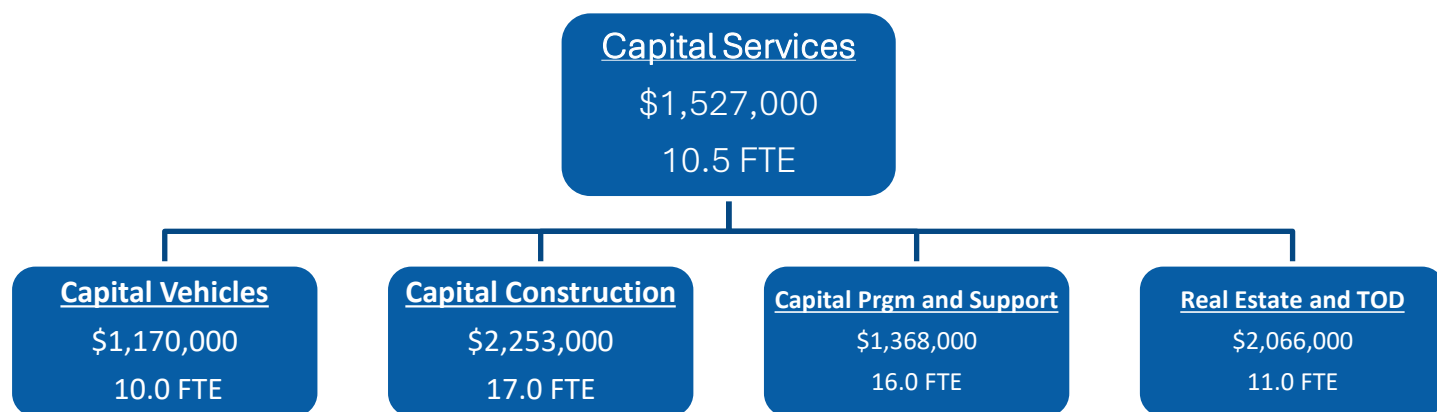 Capital Services
$1,527,000
10.5 FTE
Capital Vehicles
$1,170,000
10.0 FTE
Capital Construction
$2,253,000
17.0 FTE
Capital Prgm and Support
$1,368,000
16.0 FTE
Real Estate and TOD
$2,066,000
11.0 FTE